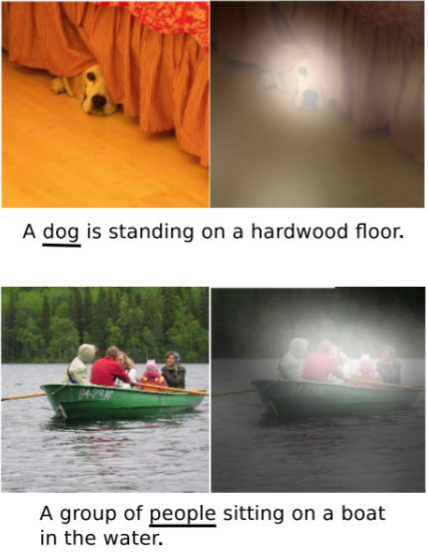 A dog is standing on a hardwood floor.
A group of people sitting on a boat
in the water.